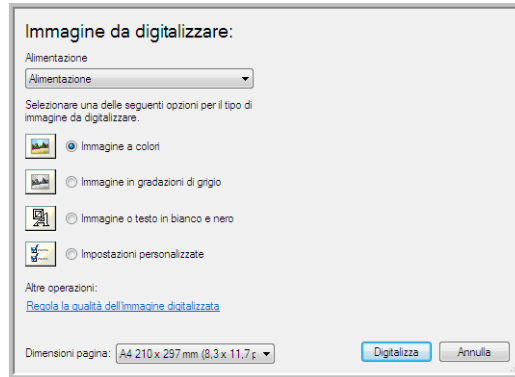 Immagine da digitalizzare:
Alimentazione
Alimentazione
Selezionare una delle seguenti opzioni per il tipo di
immagine da digitalizzare.
Immagine a colori
Immagine in gradazioni di grigio
Immagine o testo in bianco e nero
Impostazioni personalizzate
Altre operazioni:
Regola la qualità dell'immagine digitalizzata
Dimensioni pagina: A4 210 x 297 mm (8,3 x 11,7 p Digitalizza Annulla